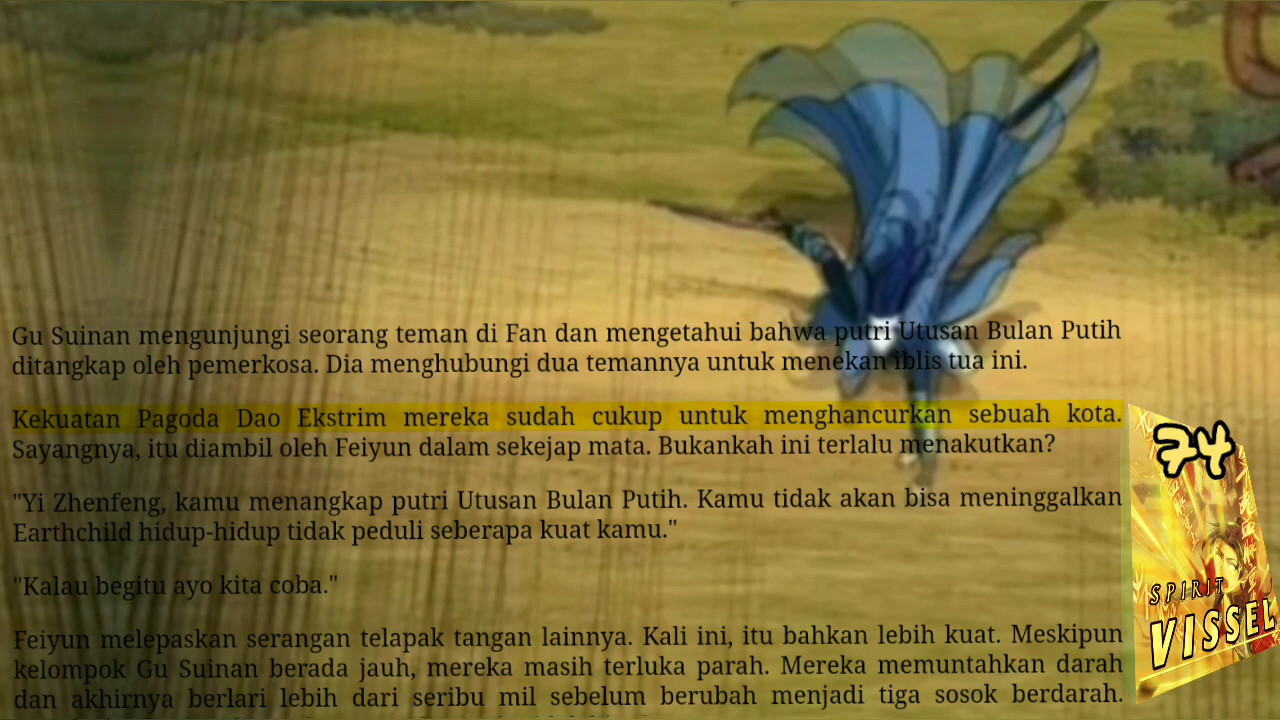 Gu Suinan mengunjungi seorang teman di Fan dan mengetahui bahwa putri Utusan Bulan Putih
ditangkap oleh pemerkosa. Dia menghubungi dua temannya untuk menekan iblis tua ini.
Kekuatan Pagoda Dao Ekstrim mereka sudah cukup untuk menghancurkan sebuah kota.
Sayangnya, itu diambil oleh Feiyun dalam sekejap mata. Bukankah ini terlalu menakutkan?
"Yi Zhenfeng, kamu menangkap putri Utusan Bulan Putih. Kamu tidak akan bisa meninggalkan
Earthchild hidup-hidup tidak peduli seberapa kuat kamu."
"Kalau begitu ayo kita coba."
Feiyun melepaskan serangan telapak tangan lainnya. Kali ini, itu bahkan lebih kuat. Meskipun
kelompok Gu Suinan berada jauh, mereka masih terluka parah. Mereka memuntahkan darah
dan akhirnya berlari lebih dari seribu mil sebelum berubah menjadi tiga sosok berdarah.
74
SPIRIT
VISSEL